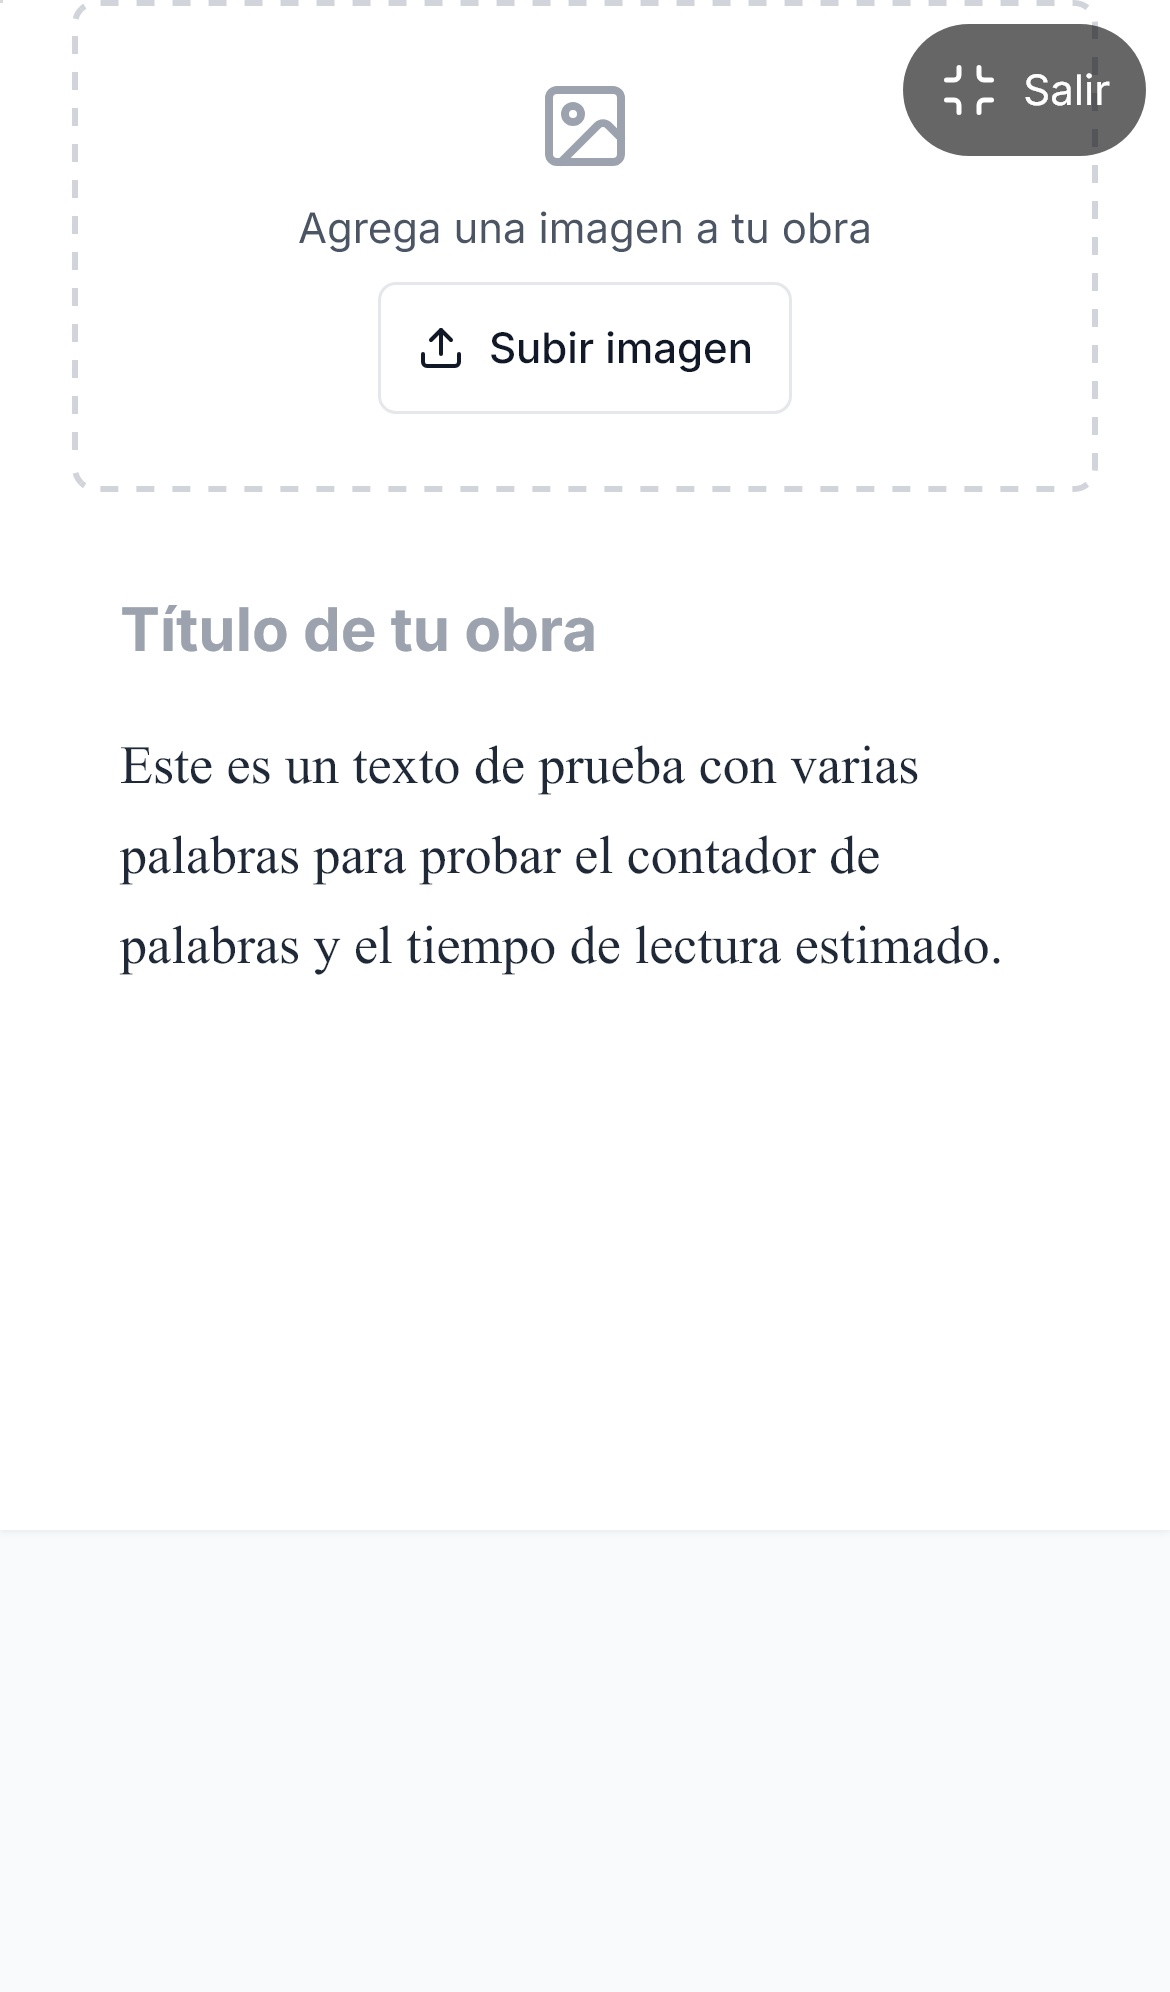 Salir
Agrega una imagen a tu obra
Subir imagen
Título de tu obra
Este es un texto de prueba con varias
palabras para probar el contador de
palabras y el tiempo de lectura estimado.